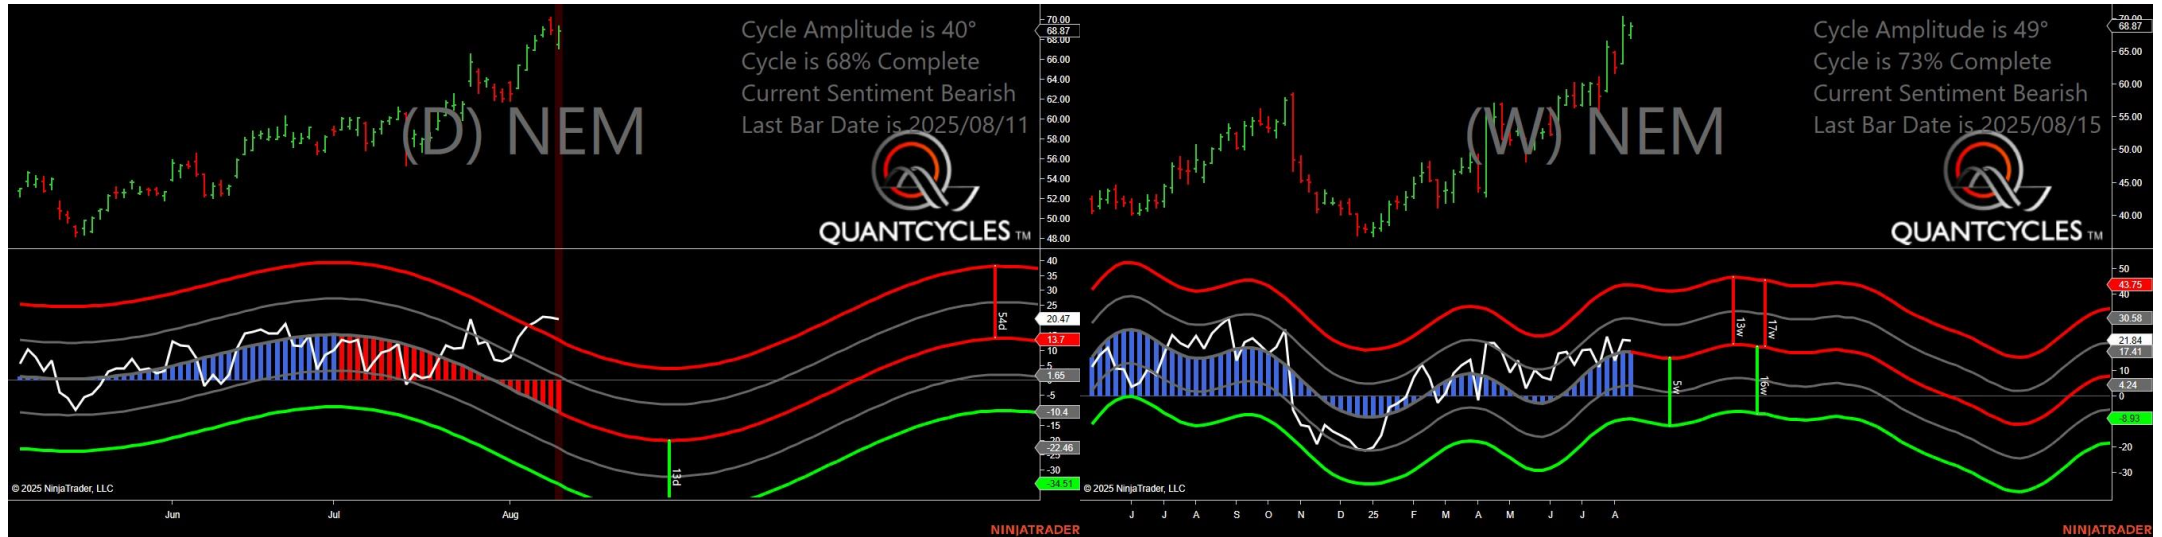 Cycle Amplitude is 40°
Cycle is 68% Complete
Current Sentiment Bearish
Last Bar Date is 2025/08/11
(D) NEM
QUANTCYCLES TM
70.00
68.87
68.00
66.00
64.00
62.00
60.00
58.00
56.00
54.00
52.00
50.00
48.00
40
35
30
25
20.47
13.7
10
1.65
-5
-10.4
-15
-22.46
-30
-34.51
54d
13d
© 2025 NinjaTrader, LLC
Jun Jul Aug
NINJATRADER
Cycle Amplitude is 49°
Cycle is 73% Complete
Current Sentiment Bearish
Last Bar Date is 2025/08/15
(W) NEM
QUANTCYCLES TM
70.00
68.87
65.00
60.00
55.00
50.00
45.00
40.00
50
43.75
40
30.58
21.84
17.41
10
4.24
0
-8.93
-20
-30
13w
17w
5w
16w
© 2025 NinjaTrader, LLC
J J A S O N D 25 F M A M J J A
NINJATRADER